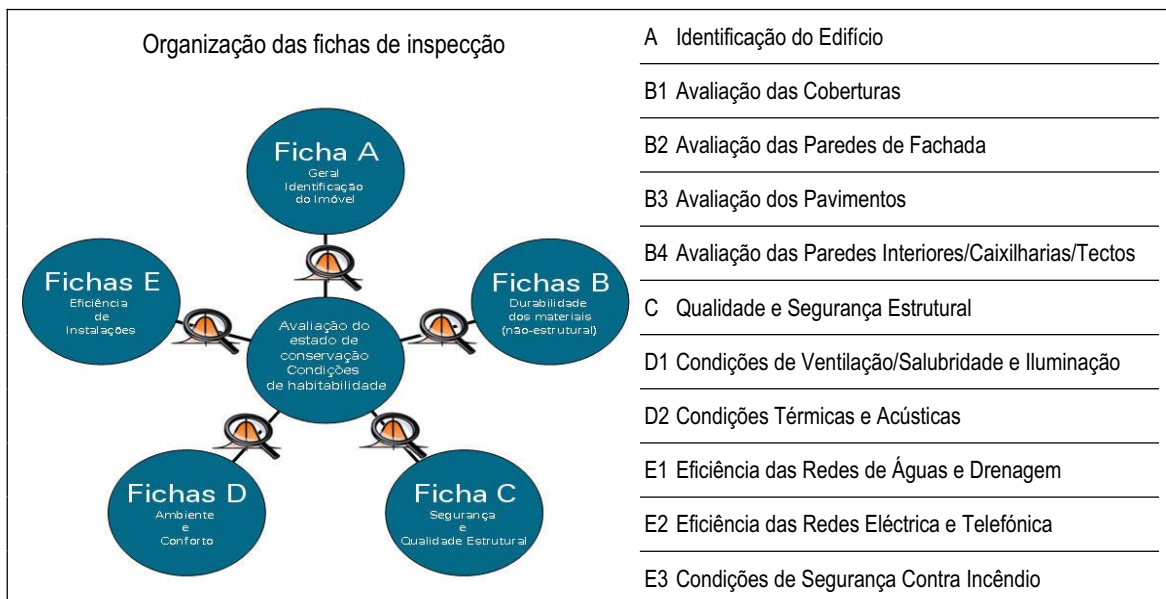 Organização das fichas de inspecção
Ficha A
Geral
Identificação
do Imóvel
Fichas B
Durabilidade
dos materiais
(não-estrutural)
Ficha C
Segurança
e
Qualidade Estrutural
Fichas D
Ambiente
e
Conforto
Fichas E
Eficiência
de
Instalações
Avaliação do
estado de
conservação
Condições
de habitabilidade
A Identificação do Edifício
B1 Avaliação das Coberturas
B2 Avaliação das Paredes de Fachada
B3 Avaliação dos Pavimentos
B4 Avaliação das Paredes Interiores/Caixilharias/Tectos
C Qualidade e Segurança Estrutural
D1 Condições de Ventilação/Salubridade e Iluminação
D2 Condições Térmicas e Acústicas
E1 Eficiência das Redes de Águas e Drenagem
E2 Eficiência das Redes Eléctrica e Telefónica
E3 Condições de Segurança Contra Incêndio